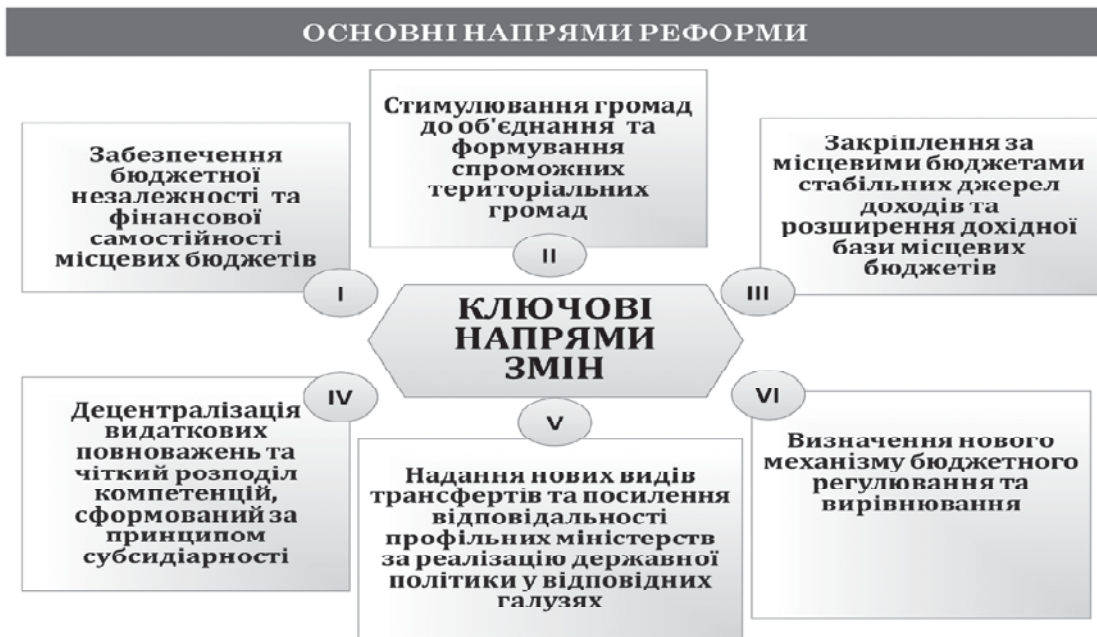 ОСНОВНІ НАПРЯМИ РЕФОРМИ
Забезпечення
бюджетної
незалежності та
фінансової
самостійності
місцевих бюджетів
I
Стимулювання громад
до об'єднання та
формування
спроможних
територіальних
громад
II
Закріплення за
місцевими бюджетами
стабільних джерел
доходів та
розширення дохідної
бази місцевих
бюджетів
III
КЛЮЧОВІ
НАПРЯМИ
ЗМІН
IV
Децентралізація
видаткових
повноважень та
чіткий розподіл
компетенцій,
сформований за
принципом
субсидіарності
V
Надання нових видів
трансфертів та посилення
відповідальності
профільних міністерств
за реалізацію державної
політики у відповідних
галузях
VI
Визначення нового
механізму бюджетного
регулювання та
вирівнювання